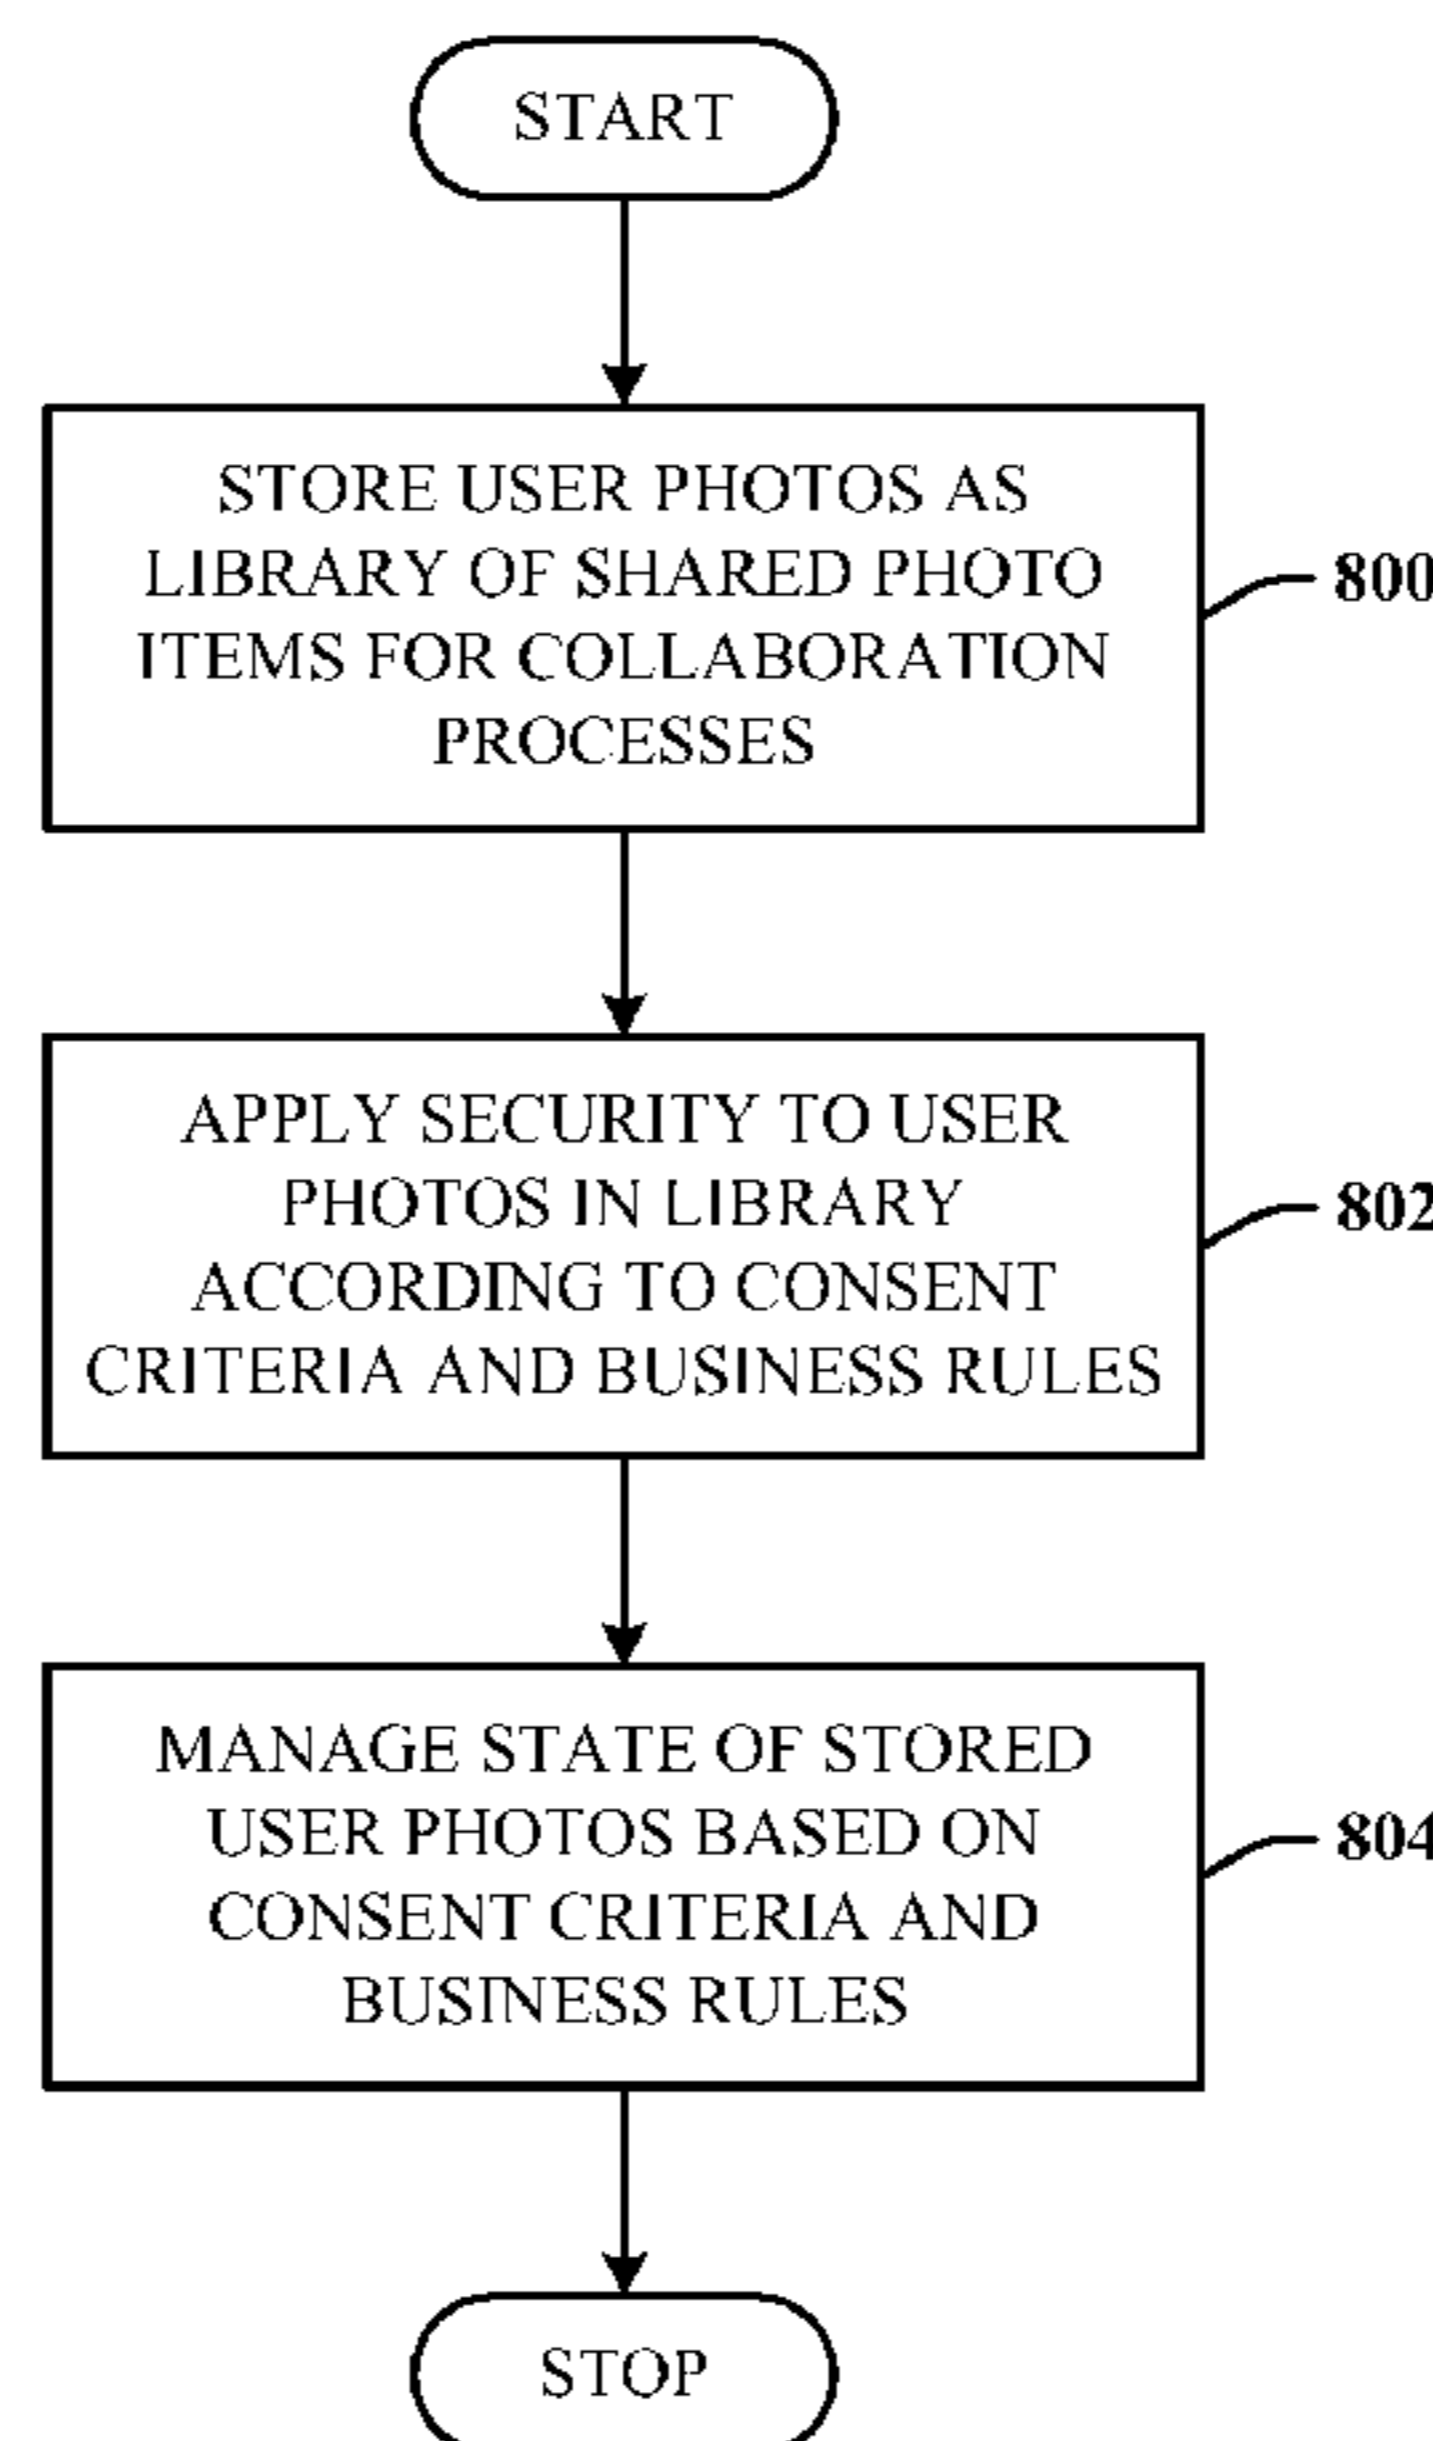 START
STORE USER PHOTOS AS
LIBRARY OF SHARED PHOTO
ITEMS FOR COLLABORATION
PROCESSES
800
APPLY SECURITY TO USER
PHOTOS IN LIBRARY
ACCORDING TO CONSENT
CRITERIA AND BUSINESS RULES
802
MANAGE STATE OF STORED
USER PHOTOS BASED ON
CONSENT CRITERIA AND
BUSINESS RULES
804
STOP